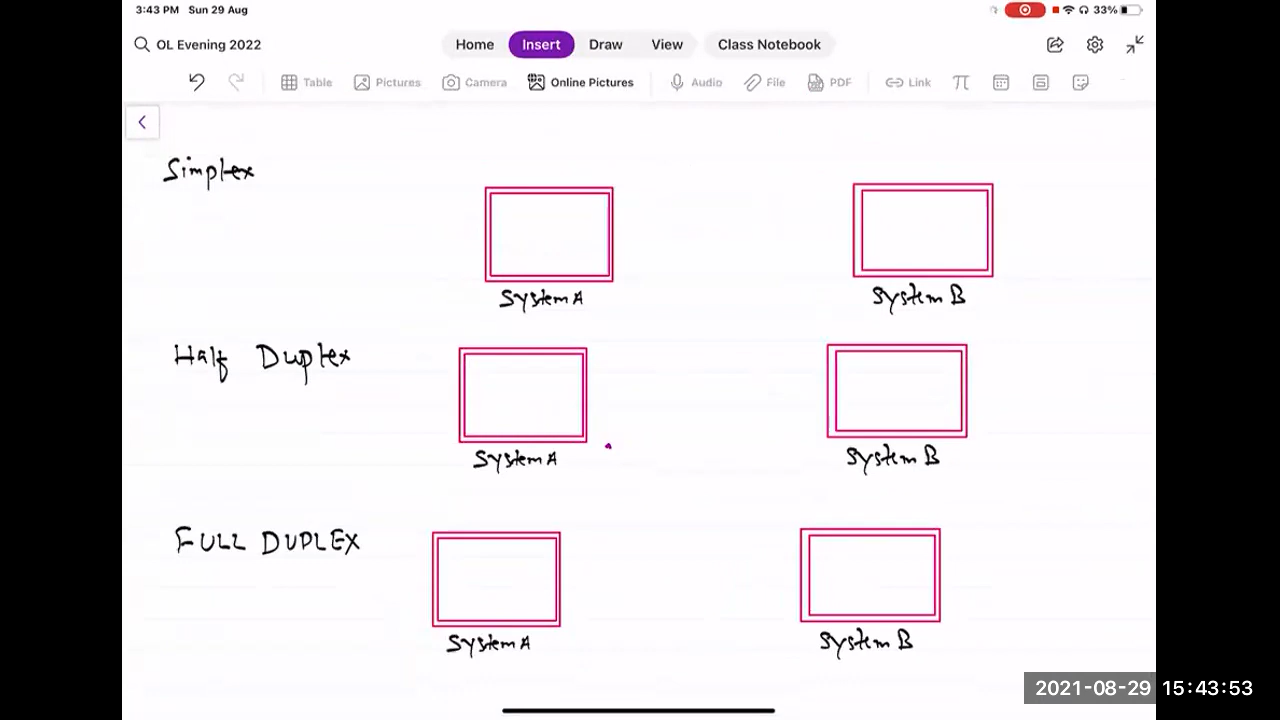 3:43 PM Sun 29 Aug 33%
OL Evening 2022 Home Insert Draw View Class Notebook
Table Pictures Camera Online Pictures Audio File PDF Link
Simplex
System A System B
Half Duplex
System A System B
FULL DUPLEX
System A System B
2021-08-29 15:43:53